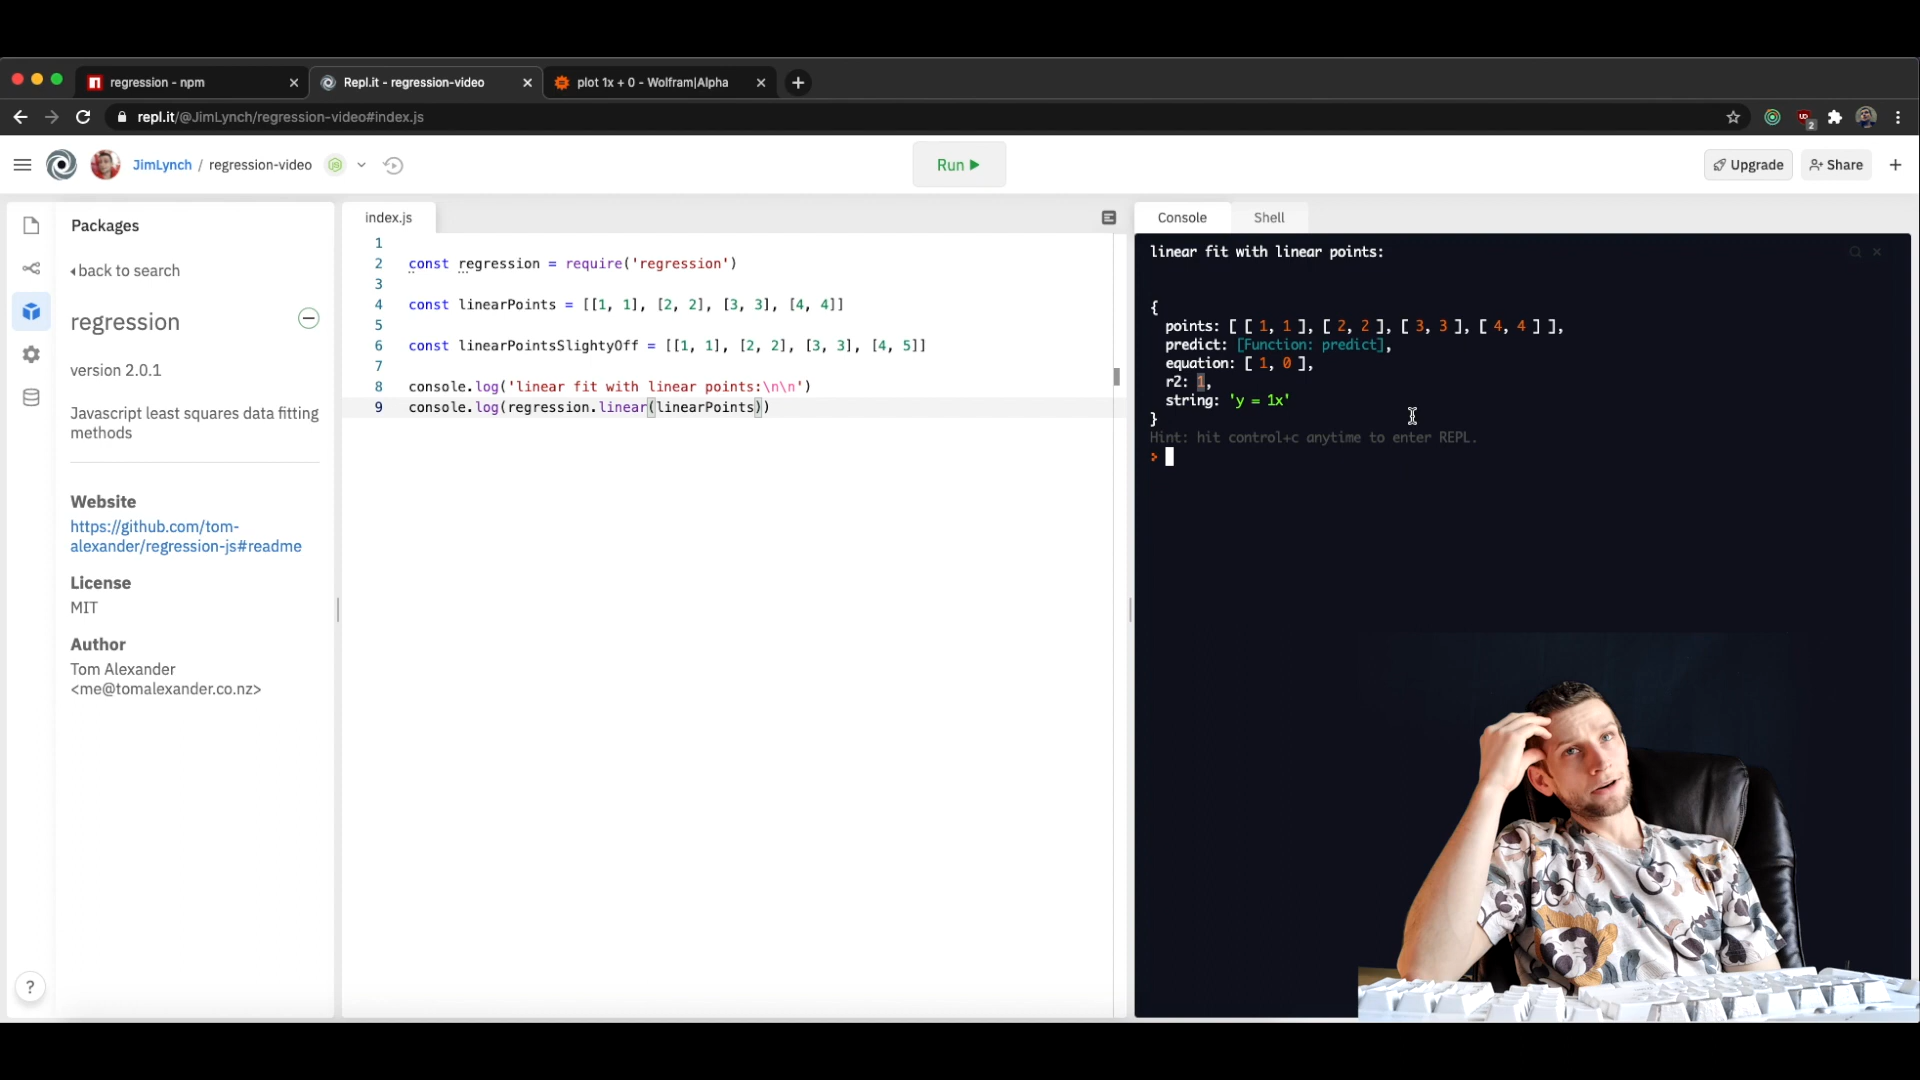 regression - npm
Repl.it - regression-video
plot 1x + 0 - Wolfram|Alpha
repl.it/@JimLynch/regression-video#index.js
2
JimLynch / regression-video
Run
Upgrade
Share
Packages
back to search
regression
version 2.0.1
Javascript least squares data fitting
methods
Website
https://github.com/tom-
alexander/regression-js#readme
License
MIT
Author
Tom Alexander
<me@tomalexander.co.nz>
?
index.js
1
2 const regression = require('regression')
3
4 const linearPoints = [[1, 1], [2, 2], [3, 3], [4, 4]]
5
6 const linearPointsSlightyOff = [[1, 1], [2, 2], [3, 3], [4, 5]]
7
8 console.log('linear fit with linear points:\n\n')
9 console.log(regression.linear(linearPoints))
Console
Shell
linear fit with linear points:
{
points: [ [ 1, 1 ], [ 2, 2 ], [ 3, 3 ], [ 4, 4 ] ],
predict: [Function: predict],
equation: [ 1, 0 ],
r2: 1,
string: 'y = 1x'
}
Hint: hit control+c anytime to enter REPL.
>